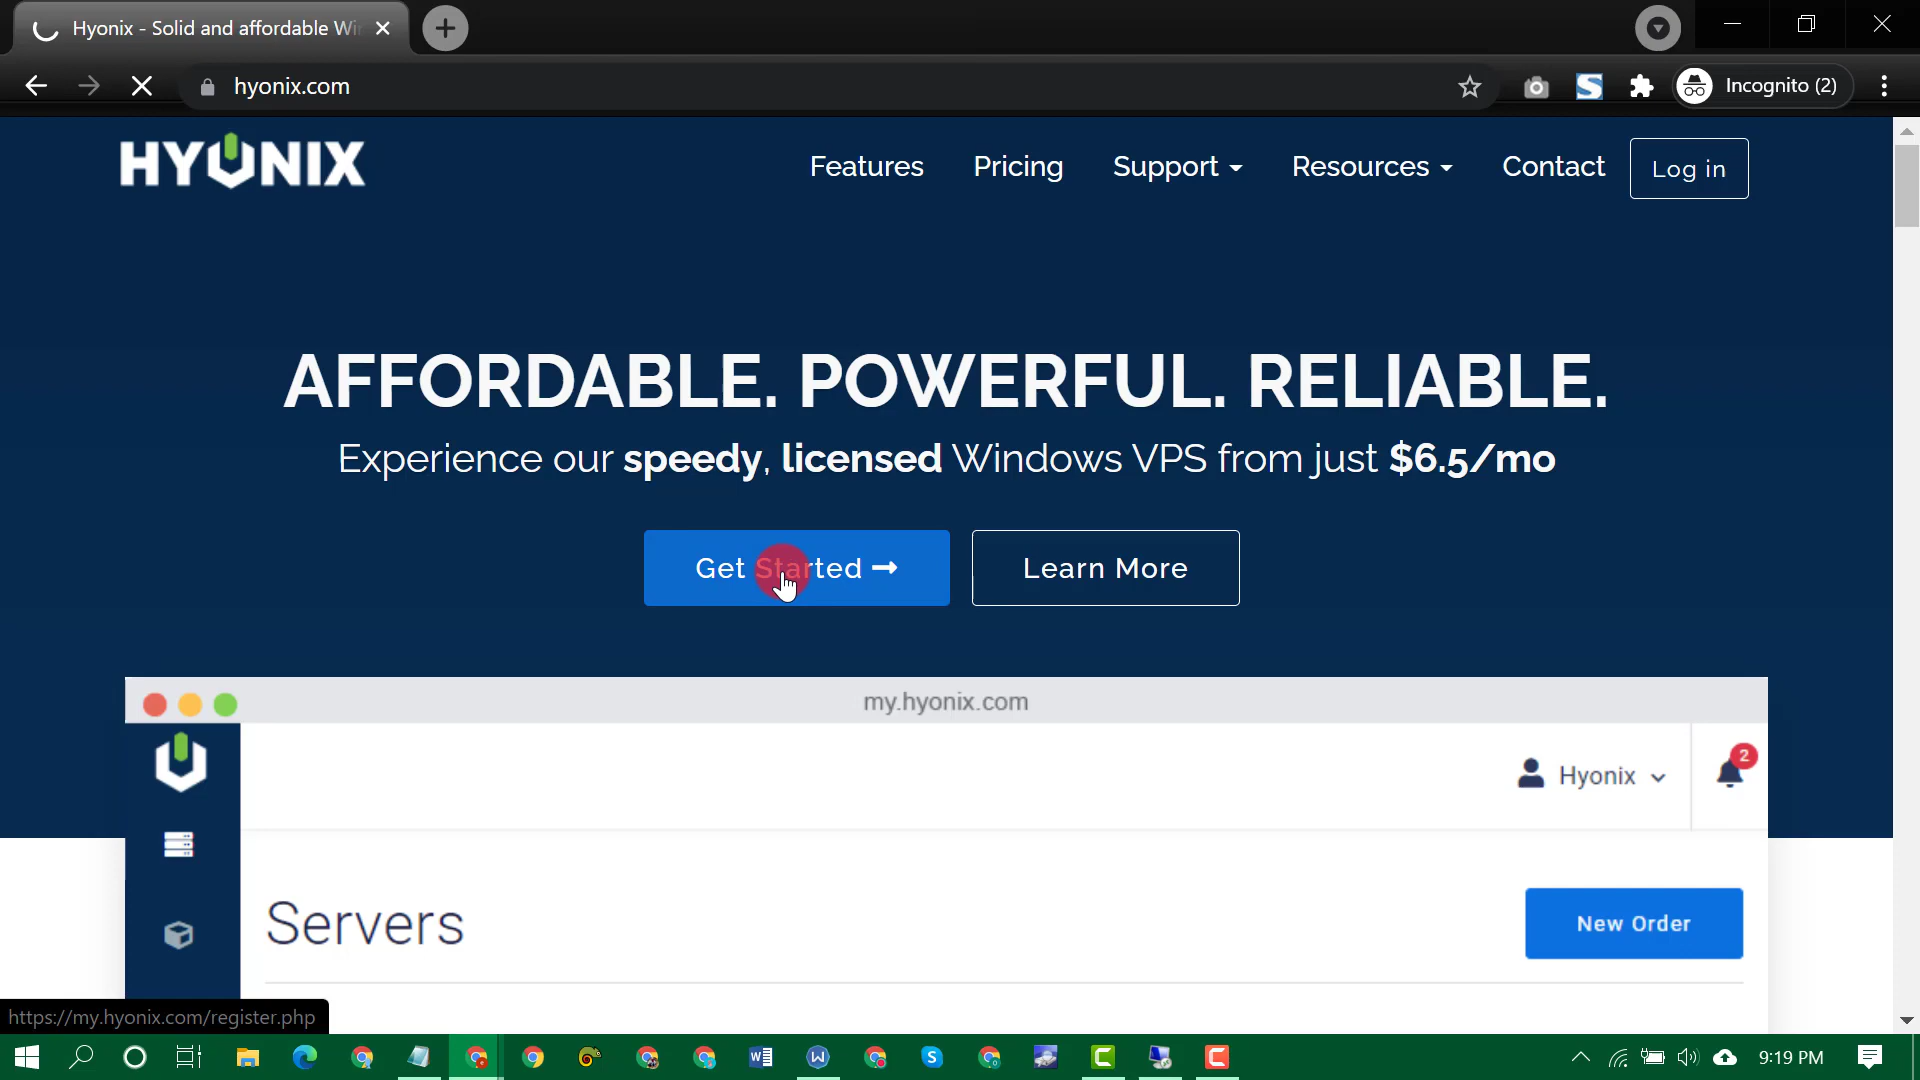 Hyonix - Solid and affordable Wi
hyonix.com
Incognito (2)
HYONIX
Features
Pricing
Support
Resources
Contact
Log in
AFFORDABLE. POWERFUL. RELIABLE.
Experience our speedy, licensed Windows VPS from just $6.5/mo
Get Started
Learn More
my.hyonix.com
Hyonix
2
Servers
New Order
https://my.hyonix.com/register.php
9:19 PM